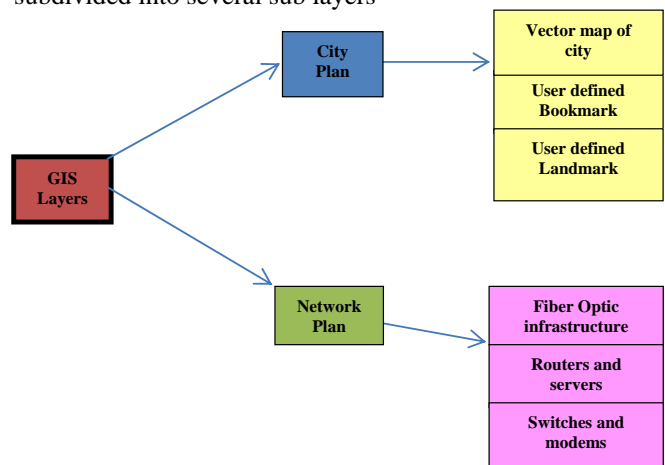 subdivided into several sub layers
City
Plan
Vector map of
city
User defined
Bookmark
User defined
Landmark
GIS
Layers
Network
Plan
Fiber Optic
infrastructure
Routers and
servers
Switches and
modems